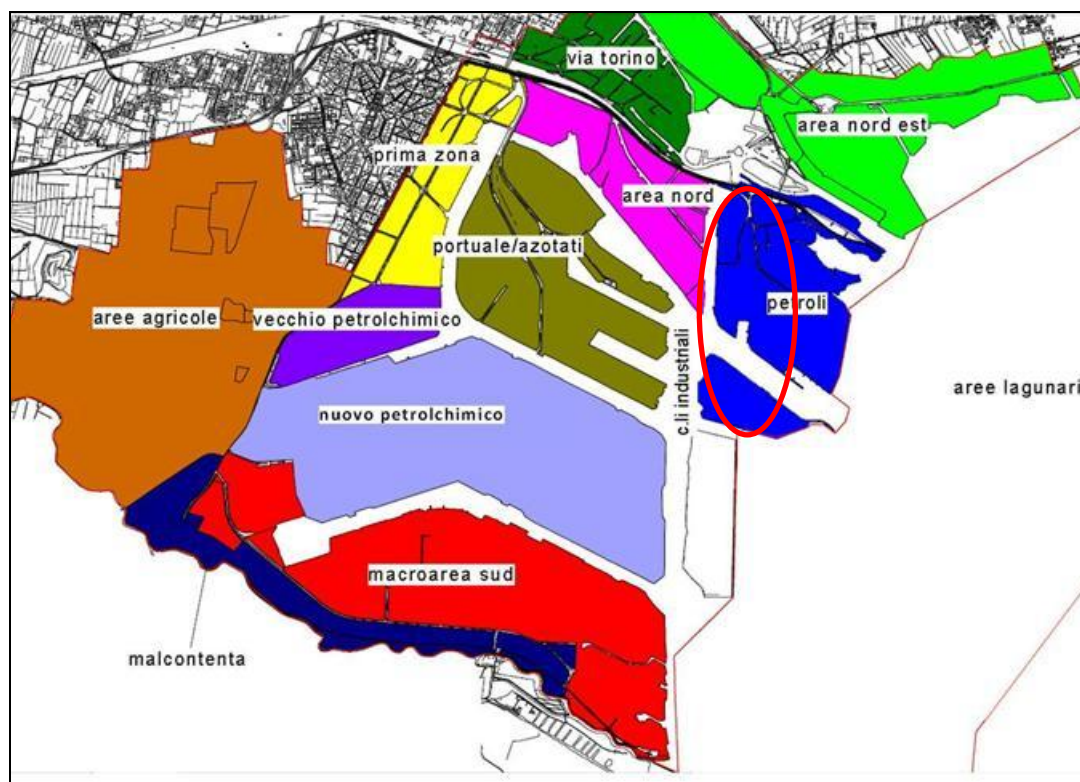 via torino
area nord est
prima zona
area nord
portuale/azotati
petroli
aree agricole
vecchio petrolchimico
c.li industriali
aree lagunari
nuovo petrolchimico
macroarea sud
malcontenta